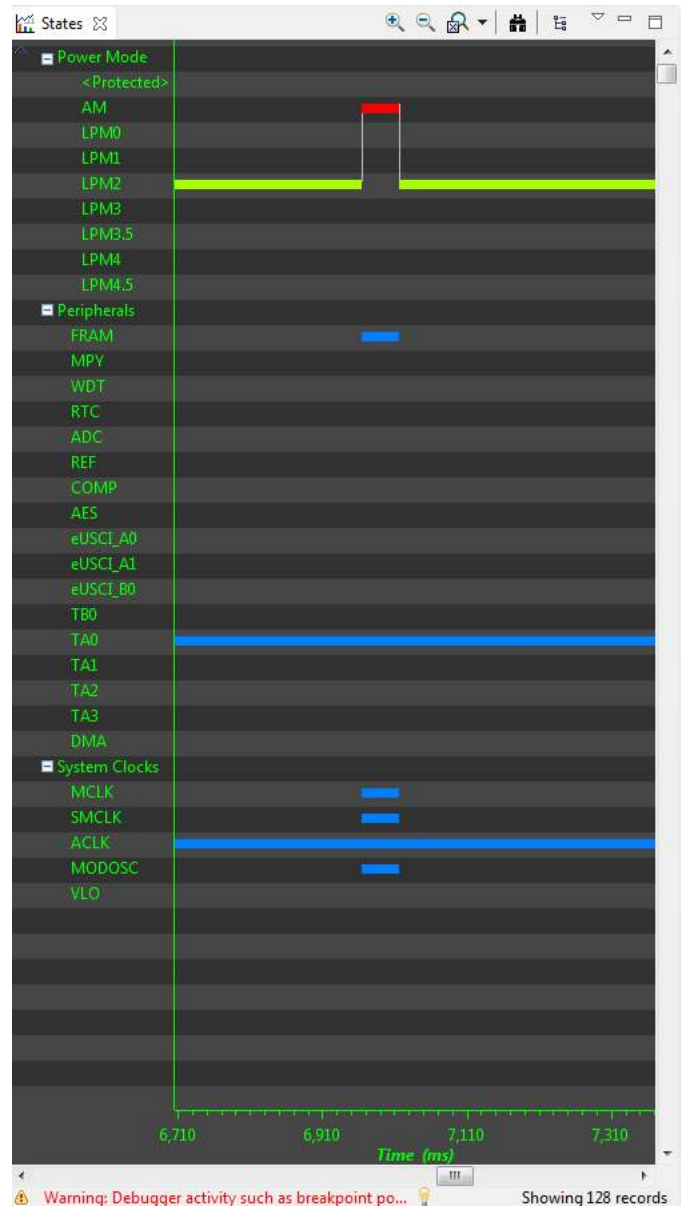 States
Power Mode
<Protected>
AM
LPM0
LPM1
LPM2
LPM3
LPM3.5
LPM4
LPM4.5
Peripherals
FRAM
MPY
WDT
RTC
ADC
REF
COMP
AES
eUSCI_A0
eUSCI_A1
eUSCI_B0
TB0
TA0
TA1
TA2
TA3
DMA
System Clocks
MCLK
SMCLK
ACLK
MODOSC
VLO
6,710 6,910 7,110 7,310
Time (ms)
Warning: Debugger activity such as breakpoint po... Showing 128 records